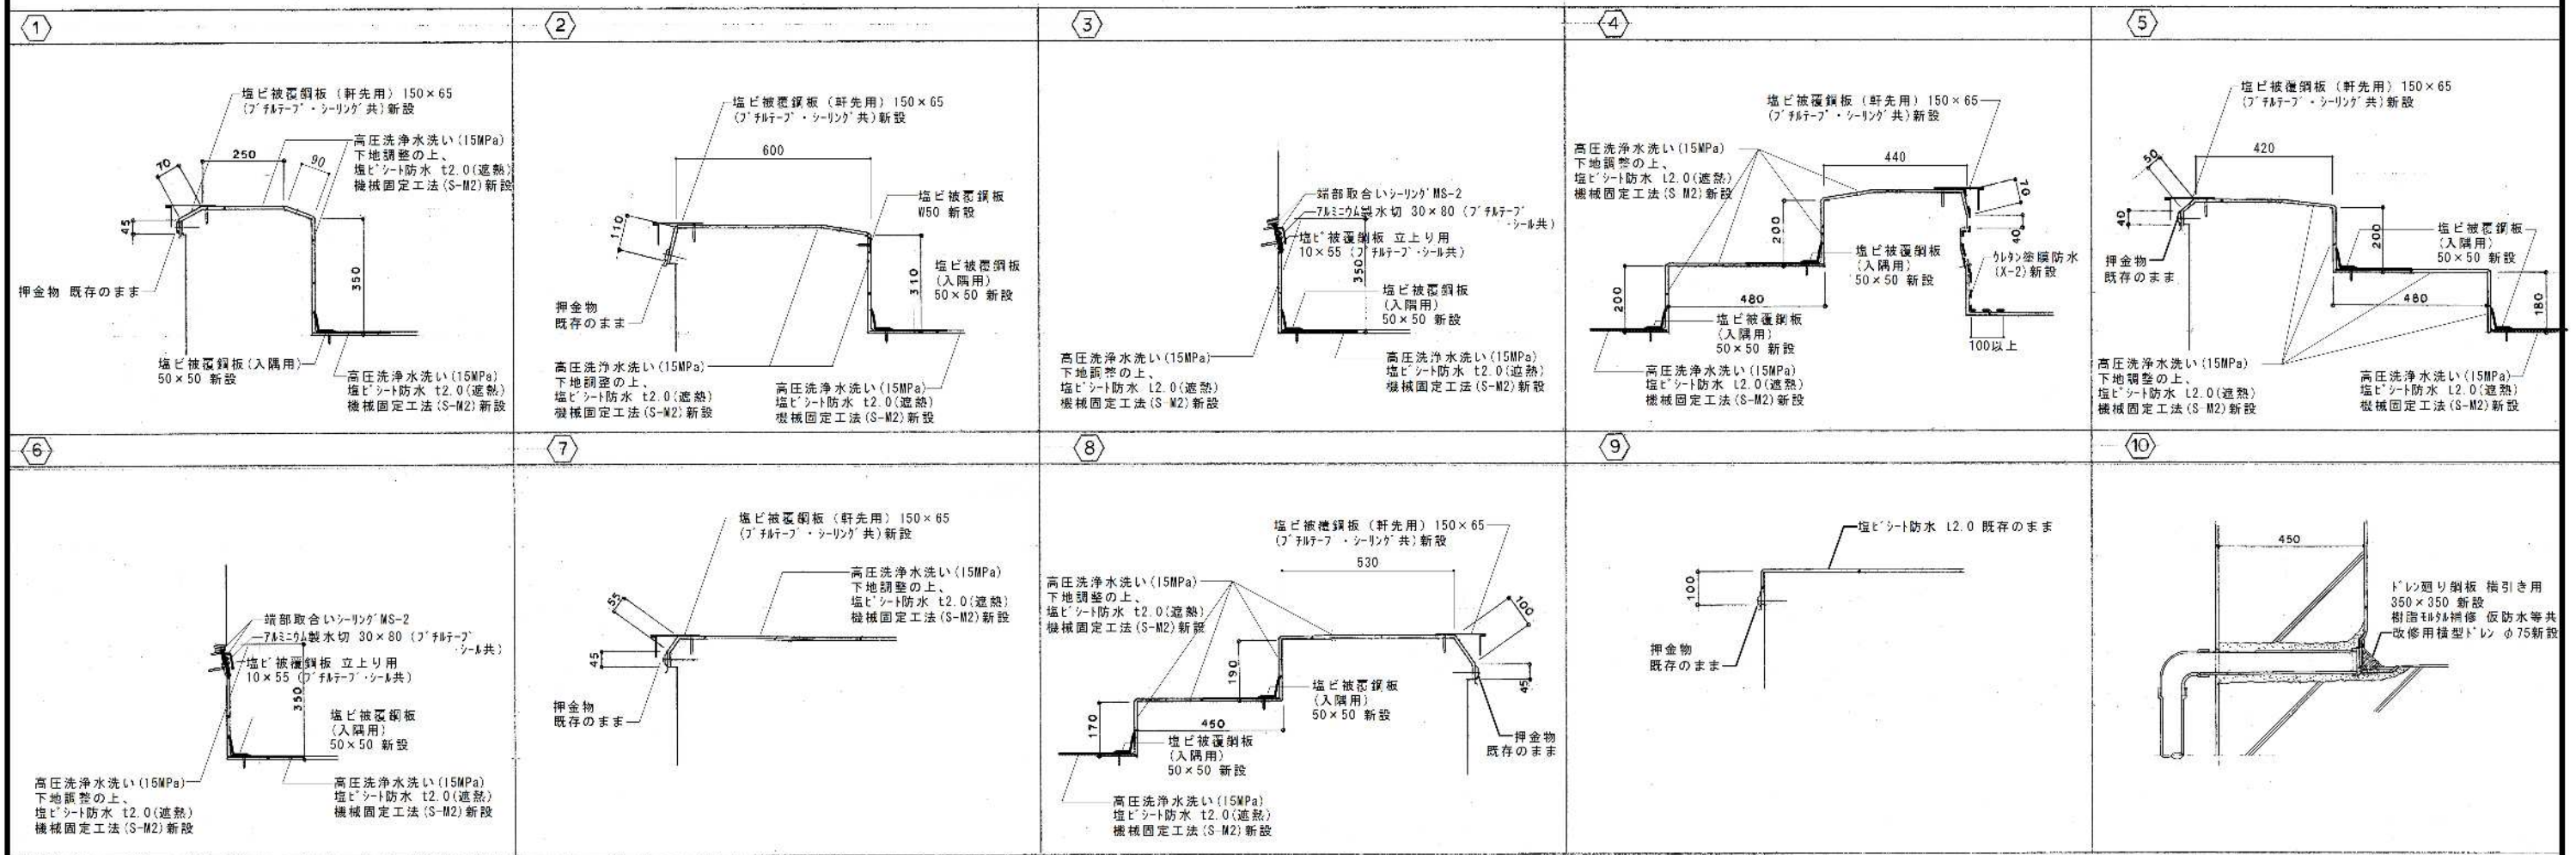 1
塩ビ被覆鋼板（軒先用）150×65
(ブチルテープ・シーリング共)新設
高圧洗浄水洗い(15MPa)
下地調整の上、
塩ビシート防水 t2.0(遮熱)
機械固定工法(S-M2)新設
70
250
90
45
350
押金物 既存のまま
塩ビ被覆鋼板(入隅用)
50×50 新設
高圧洗浄水洗い(15MPa)
塩ビシート防水 t2.0(遮熱)
機械固定工法(S-M2)新設
2
塩ビ被覆鋼板（軒先用）150×65
(ブチルテープ・シーリング共)新設
600
塩ビ被覆鋼板
W50 新設
110
塩ビ被覆鋼板
(入隅用)
50×50 新設
310
押金物
既存のまま
高圧洗浄水洗い(15MPa)
下地調整の上、
塩ビシート防水 t2.0(遮熱)
機械固定工法(S-M2)新設
高圧洗浄水洗い(15MPa)
塩ビシート防水 t2.0(遮熱)
機械固定工法(S-M2)新設
3
端部取合いシーリングMS-2
アルミニウム製水切 30×80 (ブチルテープ
・シール共)
塩ビ被覆鋼板 立上り用
10×55 (ブチルテープ・シール共)
350
塩ビ被覆鋼板
(入隅用)
50×50 新設
高圧洗浄水洗い(15MPa)
下地調整の上、
塩ビシート防水 t2.0(遮熱)
機械固定工法(S-M2)新設
高圧洗浄水洗い(15MPa)
塩ビシート防水 t2.0(遮熱)
機械固定工法(S-M2)新設
4
塩ビ被覆鋼板（軒先用）150×65
(ブチルテープ・シーリング共)新設
高圧洗浄水洗い(15MPa)
下地調整の上、
塩ビシート防水 t2.0(遮熱)
機械固定工法(S-M2)新設
440
70
40
200
塩ビ被覆鋼板
(入隅用)
50×50 新設
ウレタン塗膜防水
(X-2)新設
200
480
塩ビ被覆鋼板
(入隅用)
50×50 新設
100以上
高圧洗浄水洗い(15MPa)
塩ビシート防水 t2.0(遮熱)
機械固定工法(S-M2)新設
5
塩ビ被覆鋼板（軒先用）150×65
(ブチルテープ・シーリング共)新設
50
420
40
200
塩ビ被覆鋼板
(入隅用)
50×50 新設
押金物
既存のまま
480
180
高圧洗浄水洗い(15MPa)
下地調整の上、
塩ビシート防水 t2.0(遮熱)
機械固定工法(S-M2)新設
高圧洗浄水洗い(15MPa)
塩ビシート防水 t2.0(遮熱)
機械固定工法(S-M2)新設
6
端部取合いシーリングMS-2
アルミニウム製水切 30×80 (ブチルテープ
・シール共)
塩ビ被覆鋼板 立上り用
10×55 (ブチルテープ・シール共)
350
塩ビ被覆鋼板
(入隅用)
50×50 新設
高圧洗浄水洗い(15MPa)
下地調整の上、
塩ビシート防水 t2.0(遮熱)
機械固定工法(S-M2)新設
高圧洗浄水洗い(15MPa)
塩ビシート防水 t2.0(遮熱)
機械固定工法(S-M2)新設
7
塩ビ被覆鋼板（軒先用）150×65
(ブチルテープ・シーリング共)新設
高圧洗浄水洗い(15MPa)
下地調整の上、
塩ビシート防水 t2.0(遮熱)
機械固定工法(S-M2)新設
55
45
押金物
既存のまま
8
塩ビ被覆鋼板（軒先用）150×65
(ブチルテープ・シーリング共)新設
530
高圧洗浄水洗い(15MPa)
下地調整の上、
塩ビシート防水 t2.0(遮熱)
機械固定工法(S-M2)新設
100
45
190
塩ビ被覆鋼板
(入隅用)
50×50 新設
170
450
塩ビ被覆鋼板
(入隅用)
50×50 新設
押金物
既存のまま
高圧洗浄水洗い(15MPa)
塩ビシート防水 t2.0(遮熱)
機械固定工法(S-M2)新設
9
塩ビシート防水 t2.0 既存のまま
100
押金物
既存のまま
10
450
ドレン廻り鋼板 横引き用
350×350 新設
樹脂モルタル補修 仮防水等共
改修用横型ドレン φ75新設